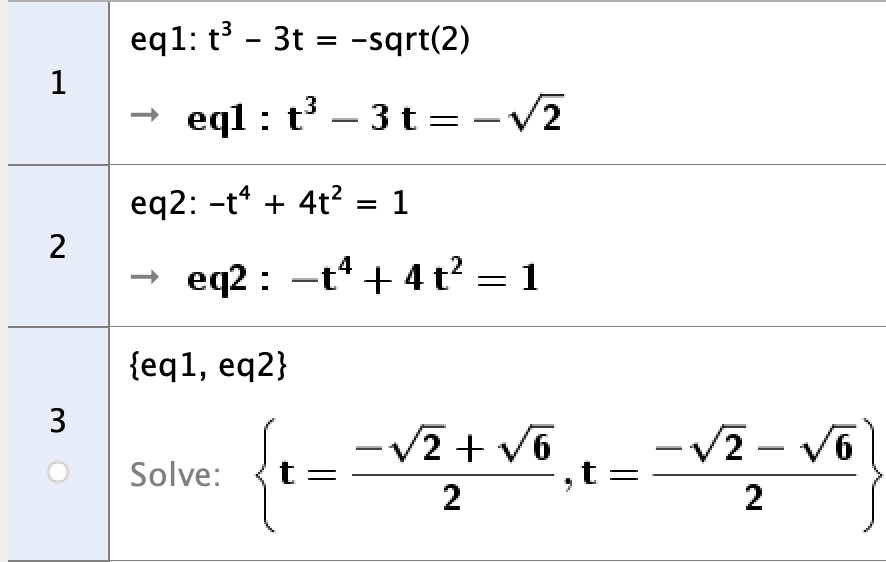 1
eq1: t³ – 3t = -sqrt(2)
→ eq1 : t³ − 3 t = −√2
2
eq2: -t⁴ + 4t² = 1
→ eq2 : −t⁴ + 4 t² = 1
3
{eq1, eq2}
Solve: {t = (−√2 + √6)/2, t = (−√2 − √6)/2}